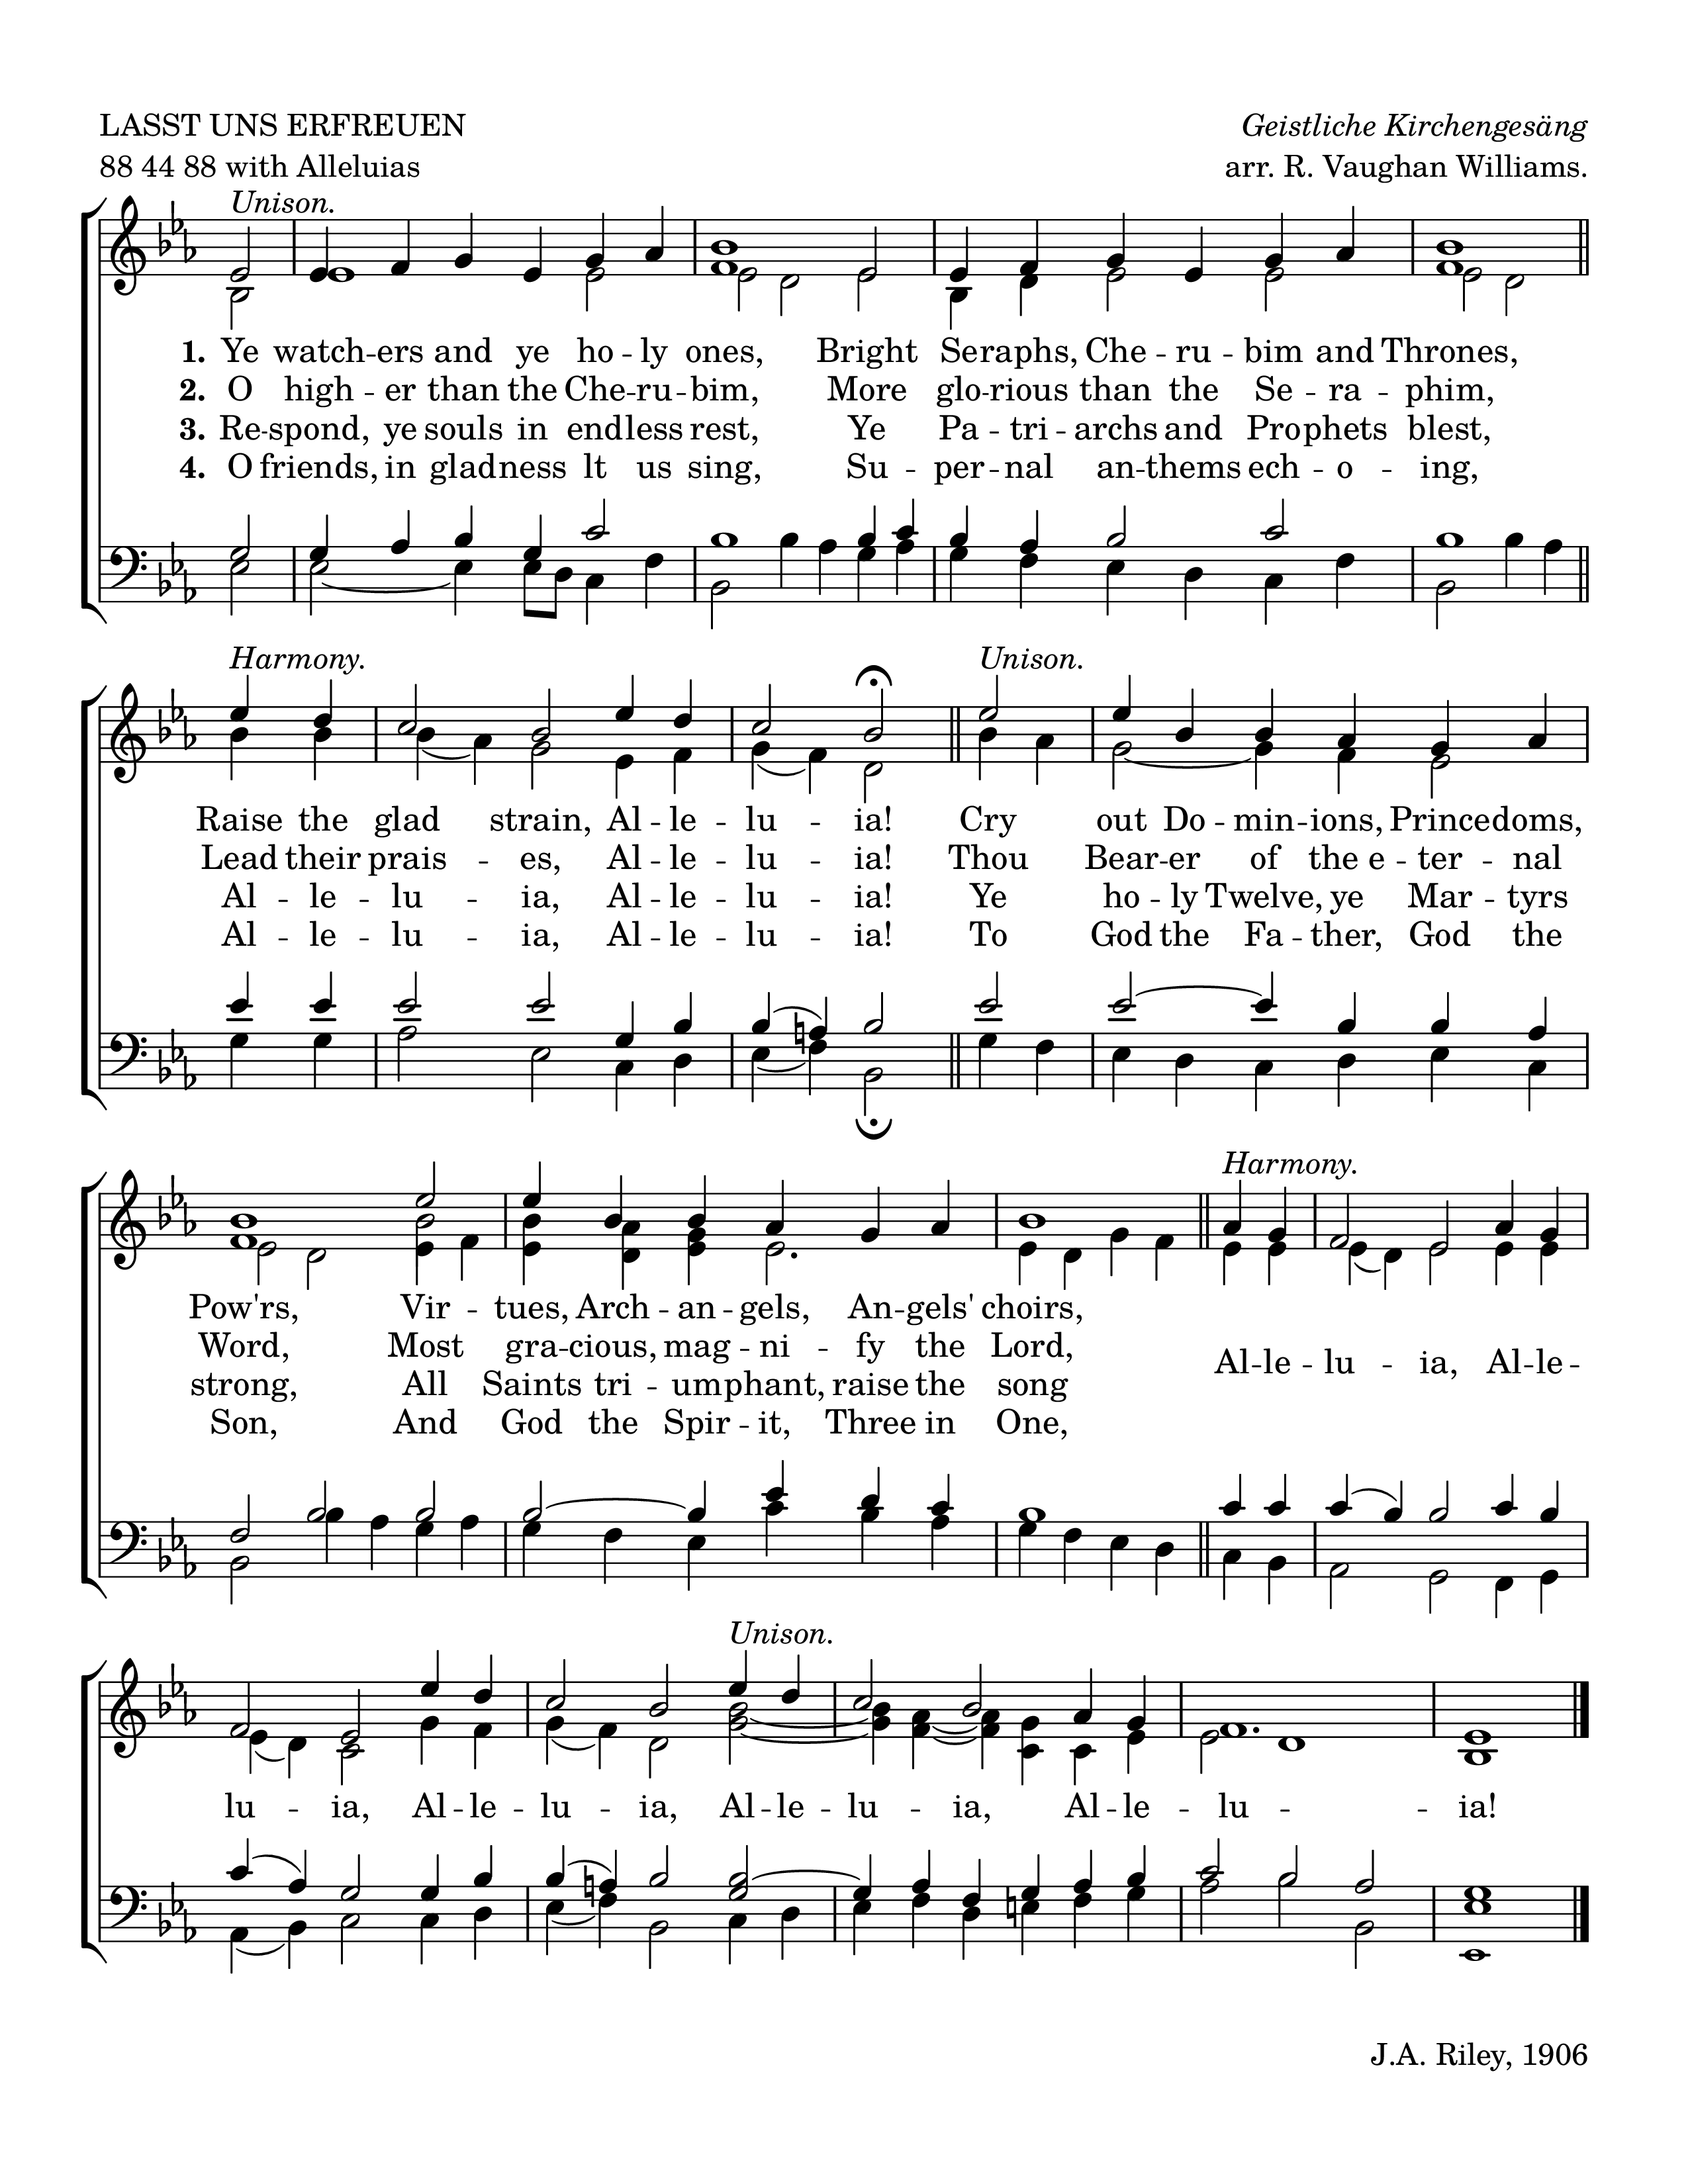 LASST UNS ERFREUEN Geistliche Kirchengesäng
88 44 88 with Alleluias arr. R. Vaughan Williams.
Unison.
1. Ye watch -- ers and ye ho -- ly ones, Bright Seraphs, Che -- ru -- bim and Thrones,
2. O high -- er than the Che -- ru -- bim, More glo -- rious than the Se -- ra -- phim,
3. Re -- spond, ye souls in endless rest, Ye Pa -- tri -- archs and Prophets blest,
4. O friends, in gladness lt us sing, Su -- per -- nal an -- thems ech -- o -- ing,
Harmony. Unison.
Raise the glad strain, Al -- le -- lu -- ia! Cry out Do -- min -- ions, Princedoms,
Lead their prais -- es, Al -- le -- lu -- ia! Thou Bear -- er of the e -- ter -- nal
Al -- le -- lu -- ia, Al -- le -- lu -- ia! Ye ho -- ly Twelve, ye Mar -- tyrs
Al -- le -- lu -- ia, Al -- le -- lu -- ia! To God the Fa -- ther, God the
Harmony.
Pow'rs, Vir -- tues, Arch -- an -- gels, An -- gels' choirs,
Word, Most gra -- cious, mag -- ni -- fy the Lord,
Al -- le -- lu -- ia, Al -- le --
strong, All Saints tri -- umphant, raise the song
Son, And God the Spir -- it, Three in One,
Unison.
lu -- ia, Al -- le -- lu -- ia, Al -- le -- lu -- ia, Al -- le -- lu -- ia!
J.A. Riley, 1906